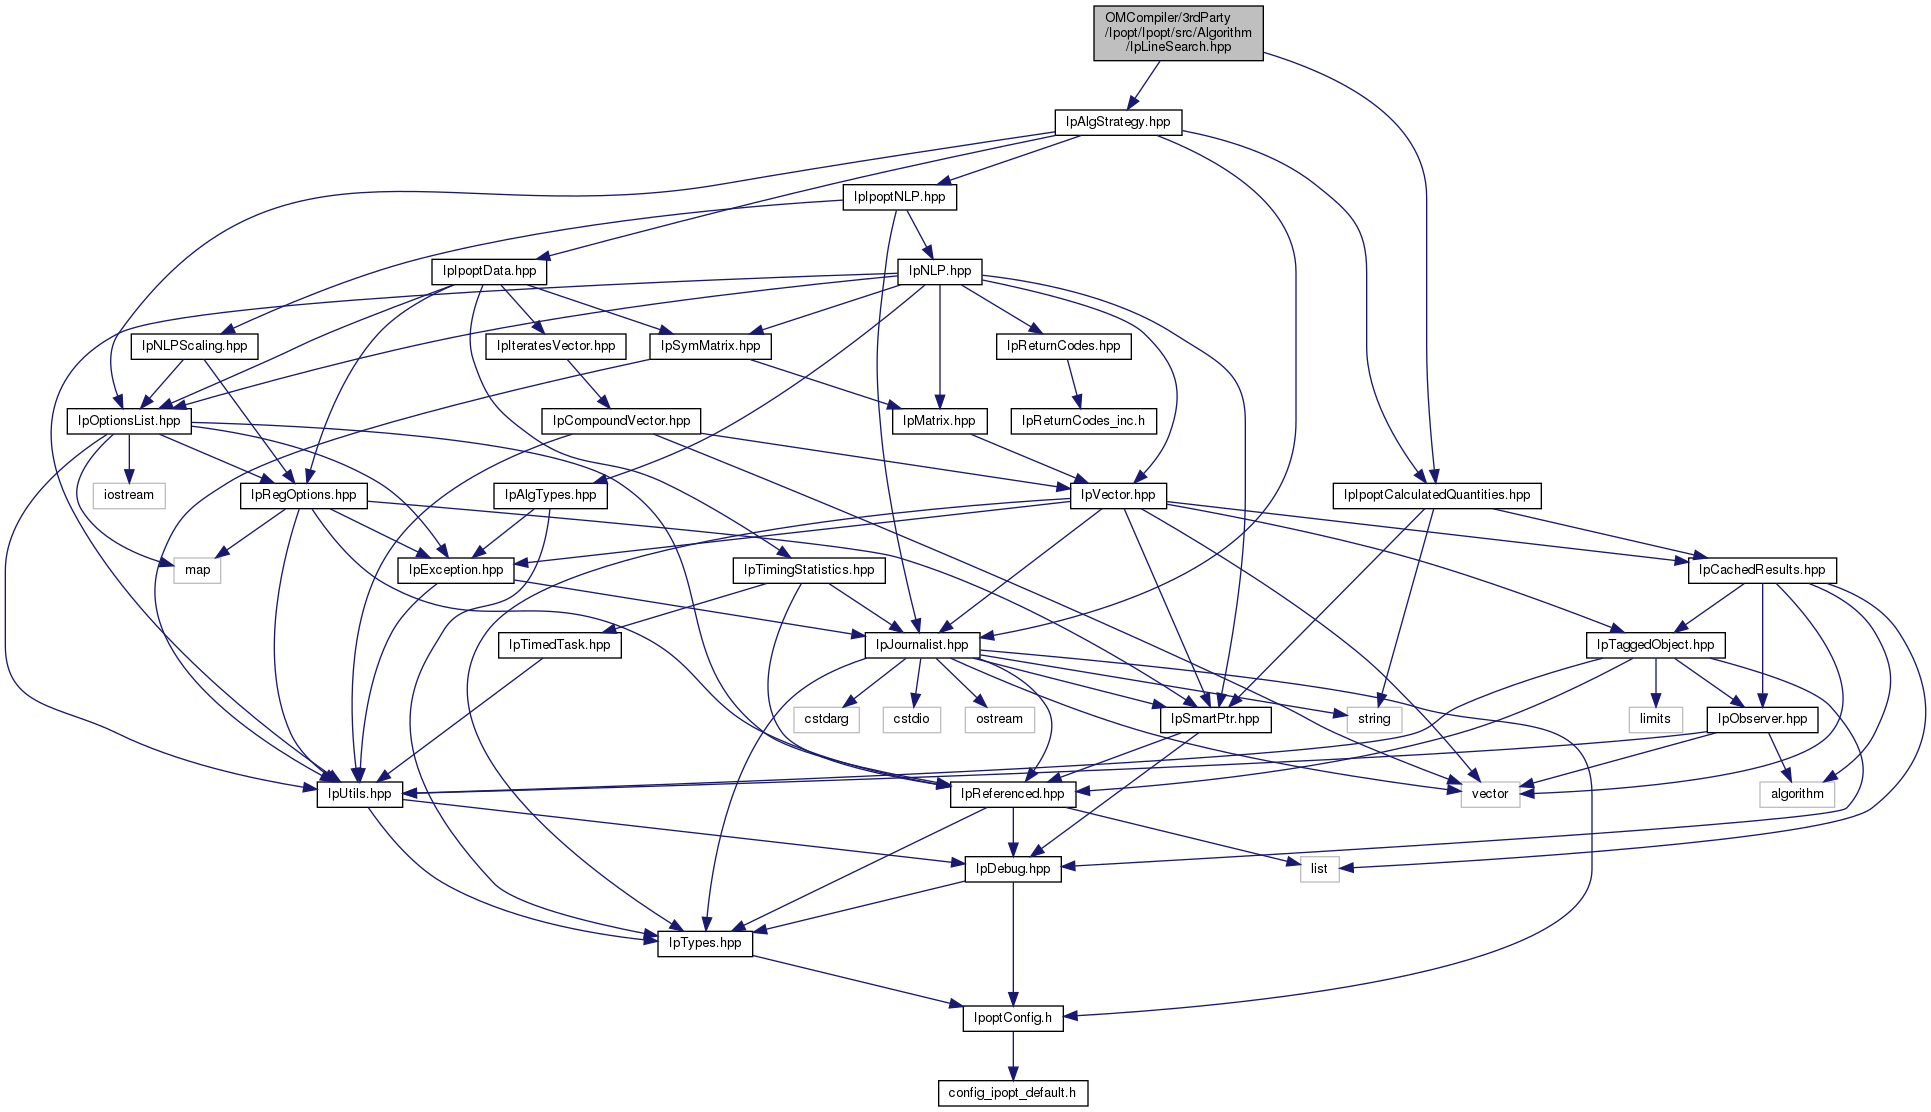 OMCompiler/3rdParty
/Ipopt/Ipopt/src/Algorithm
/IpLineSearch.hpp
IpAlgStrategy.hpp
IpIpoptNLP.hpp
IpIpoptData.hpp
IpNLP.hpp
IpNLPScaling.hpp
IpIteratesVector.hpp
IpSymMatrix.hpp
IpReturnCodes.hpp
IpOptionsList.hpp
IpCompoundVector.hpp
IpMatrix.hpp
IpReturnCodes_inc.h
iostream
IpRegOptions.hpp
IpAlgTypes.hpp
IpVector.hpp
IpIpoptCalculatedQuantities.hpp
map
IpException.hpp
IpTimingStatistics.hpp
IpCachedResults.hpp
IpTimedTask.hpp
IpJournalist.hpp
IpTaggedObject.hpp
cstdarg
cstdio
ostream
IpSmartPtr.hpp
string
limits
IpObserver.hpp
IpUtils.hpp
IpReferenced.hpp
vector
algorithm
IpDebug.hpp
list
IpTypes.hpp
IpoptConfig.h
config_ipopt_default.h